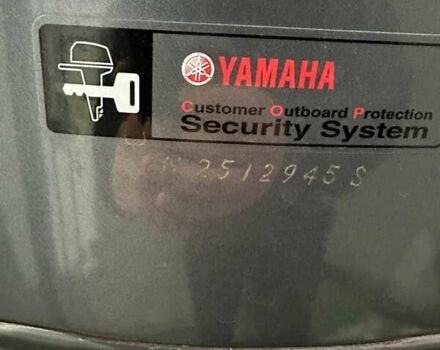 YAMAHA
Customer Outboard Protection
Security System
N 2512945 S